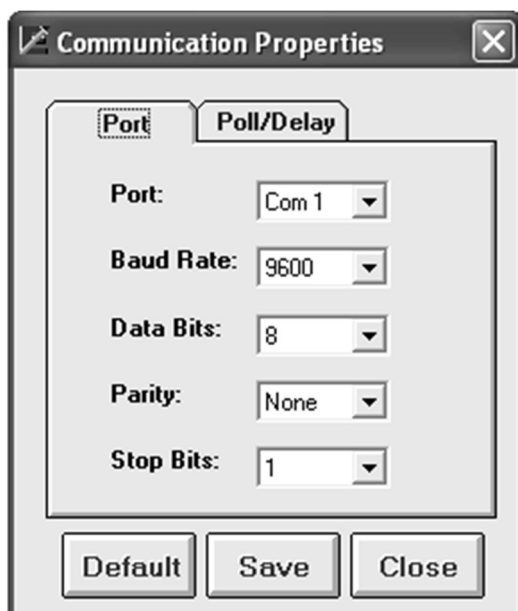 Communication Properties
Port Poll/Delay
Port: Com 1
Baud Rate: 9600
Data Bits: 8
Parity: None
Stop Bits: 1
Default Save Close